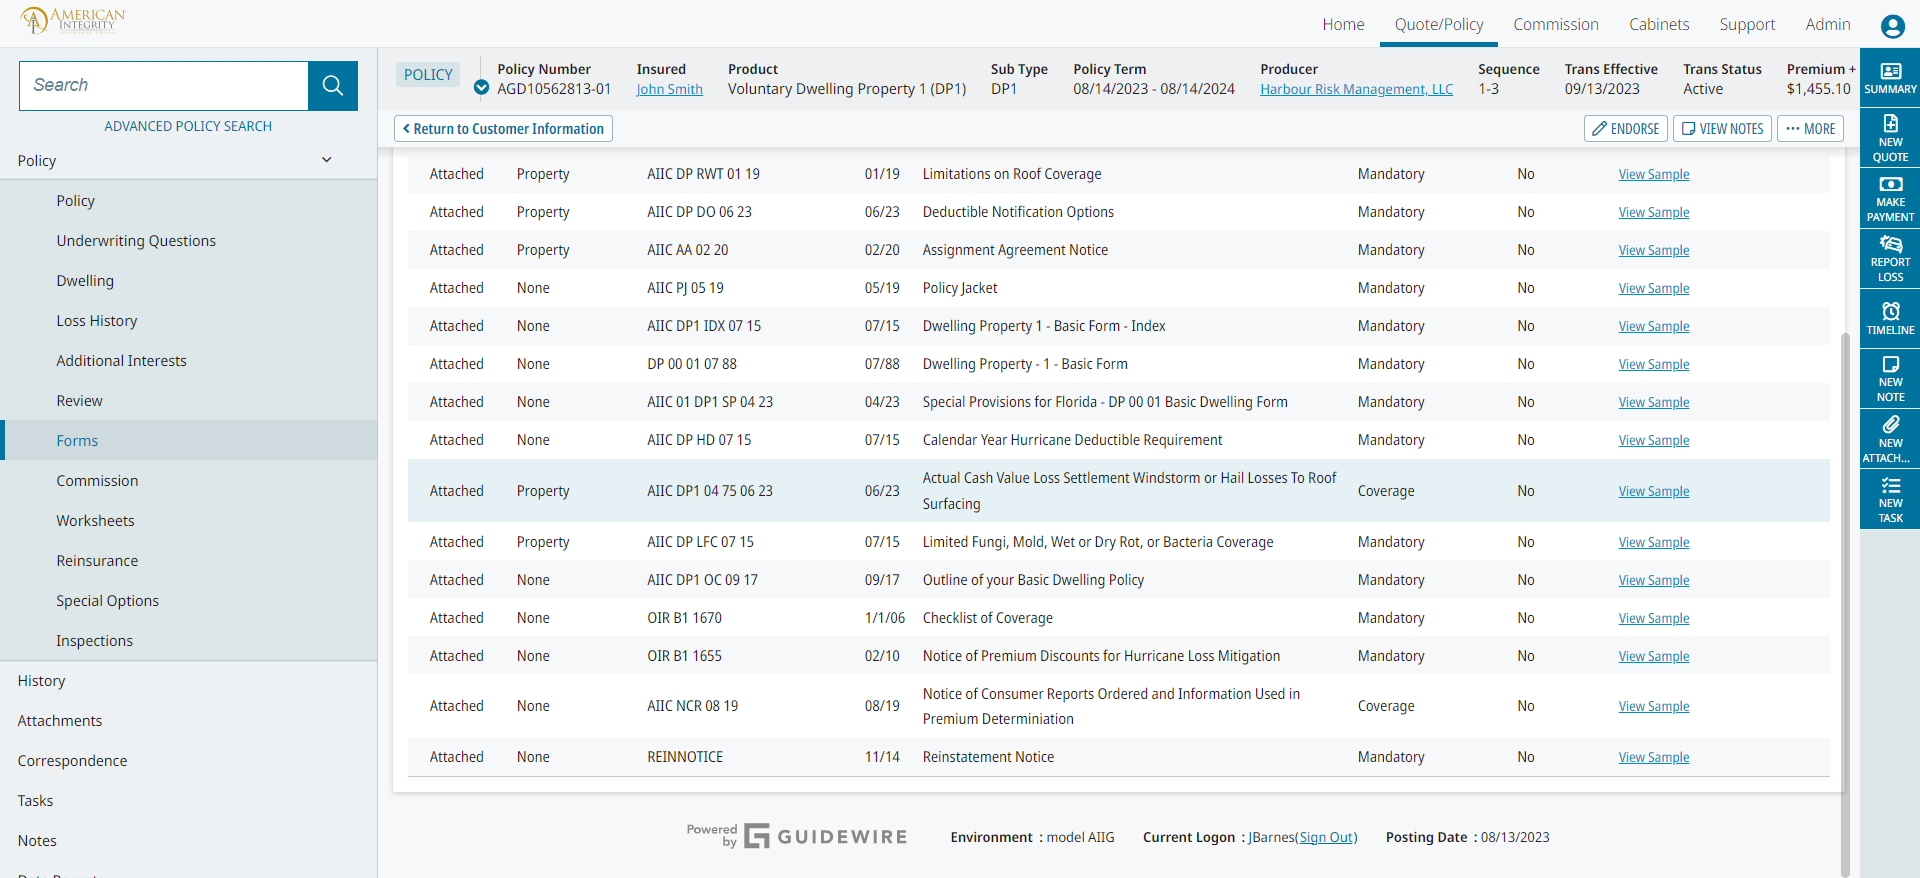 AMERICAN
INTEGRITY
Home Quote/Policy Commission Cabinets Support Admin
Search
ADVANCED POLICY SEARCH
Policy
Policy
Underwriting Questions
Dwelling
Loss History
Additional Interests
Review
Forms
Commission
Worksheets
Reinsurance
Special Options
Inspections
History
Attachments
Correspondence
Tasks
Notes
POLICY
Policy Number Insured Product Sub Type Policy Term Producer Sequence Trans Effective Trans Status Premium +
AGD10562813-01 John Smith Voluntary Dwelling Property 1 (DP1) DP1 08/14/2023 - 08/14/2024 Harbour Risk Management, LLC 1-3 09/13/2023 Active $1,455.10
Return to Customer Information ENDORSE VIEW NOTES ··· MORE
Attached Property AIIC DP RWT 01 19 01/19 Limitations on Roof Coverage Mandatory No View Sample
Attached Property AIIC DP DO 06 23 06/23 Deductible Notification Options Mandatory No View Sample
Attached Property AIIC AA 02 20 02/20 Assignment Agreement Notice Mandatory No View Sample
Attached None AIIC PJ 05 19 05/19 Policy Jacket Mandatory No View Sample
Attached None AIIC DP1 IDX 07 15 07/15 Dwelling Property 1 - Basic Form - Index Mandatory No View Sample
Attached None DP 00 01 07 88 07/88 Dwelling Property - 1 - Basic Form Mandatory No View Sample
Attached None AIIC 01 DP1 SP 04 23 04/23 Special Provisions for Florida - DP 00 01 Basic Dwelling Form Mandatory No View Sample
Attached None AIIC DP HD 07 15 07/15 Calendar Year Hurricane Deductible Requirement Mandatory No View Sample
Attached Property AIIC DP1 04 75 06 23 06/23 Actual Cash Value Loss Settlement Windstorm or Hail Losses To Roof
Surfacing Coverage No View Sample
Attached Property AIIC DP LFC 07 15 07/15 Limited Fungi, Mold, Wet or Dry Rot, or Bacteria Coverage Mandatory No View Sample
Attached None AIIC DP1 OC 09 17 09/17 Outline of your Basic Dwelling Policy Mandatory No View Sample
Attached None OIR B1 1670 1/1/06 Checklist of Coverage Mandatory No View Sample
Attached None OIR B1 1655 02/10 Notice of Premium Discounts for Hurricane Loss Mitigation Mandatory No View Sample
Attached None AIIC NCR 08 19 08/19 Notice of Consumer Reports Ordered and Information Used in
Premium Determiniation Coverage No View Sample
Attached None REINNOTICE 11/14 Reinstatement Notice Mandatory No View Sample
Powered
by GUIDEWIRE
Environment : model AIIG Current Logon : JBarnes(Sign Out) Posting Date : 08/13/2023
SUMMARY
NEW
QUOTE
MAKE
PAYMENT
REPORT
LOSS
TIMELINE
NEW
NOTE
NEW
ATTACH...
NEW
TASK